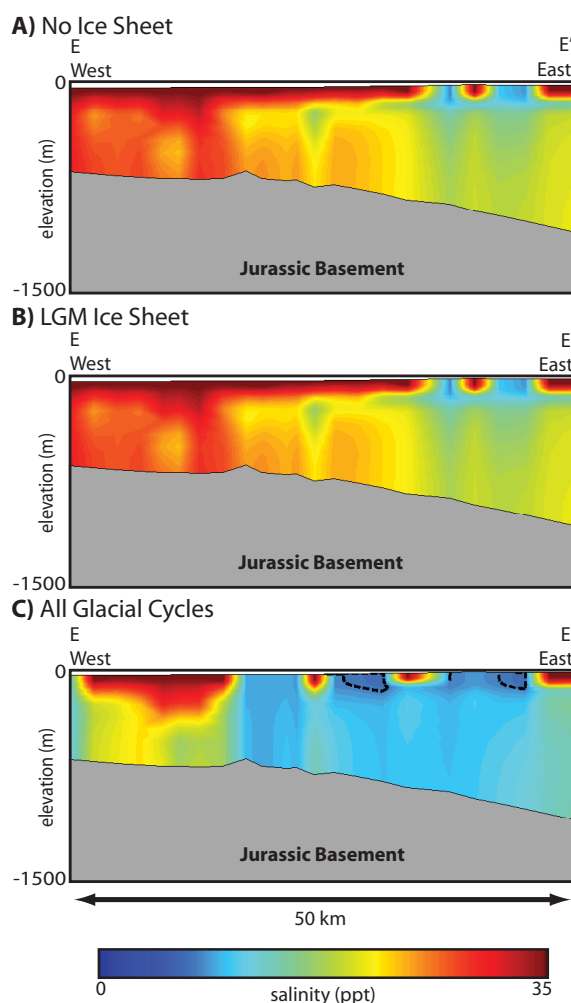 A) No Ice Sheet
E E'
West East
0
elevation (m)
Jurassic Basement
-1500
B) LGM Ice Sheet
E E
West East
0
elevation (m)
Jurassic Basement
-1500
C) All Glacial Cycles
E E
West East
0
elevation (m)
Jurassic Basement
-1500
50 km
0 salinity (ppt) 35